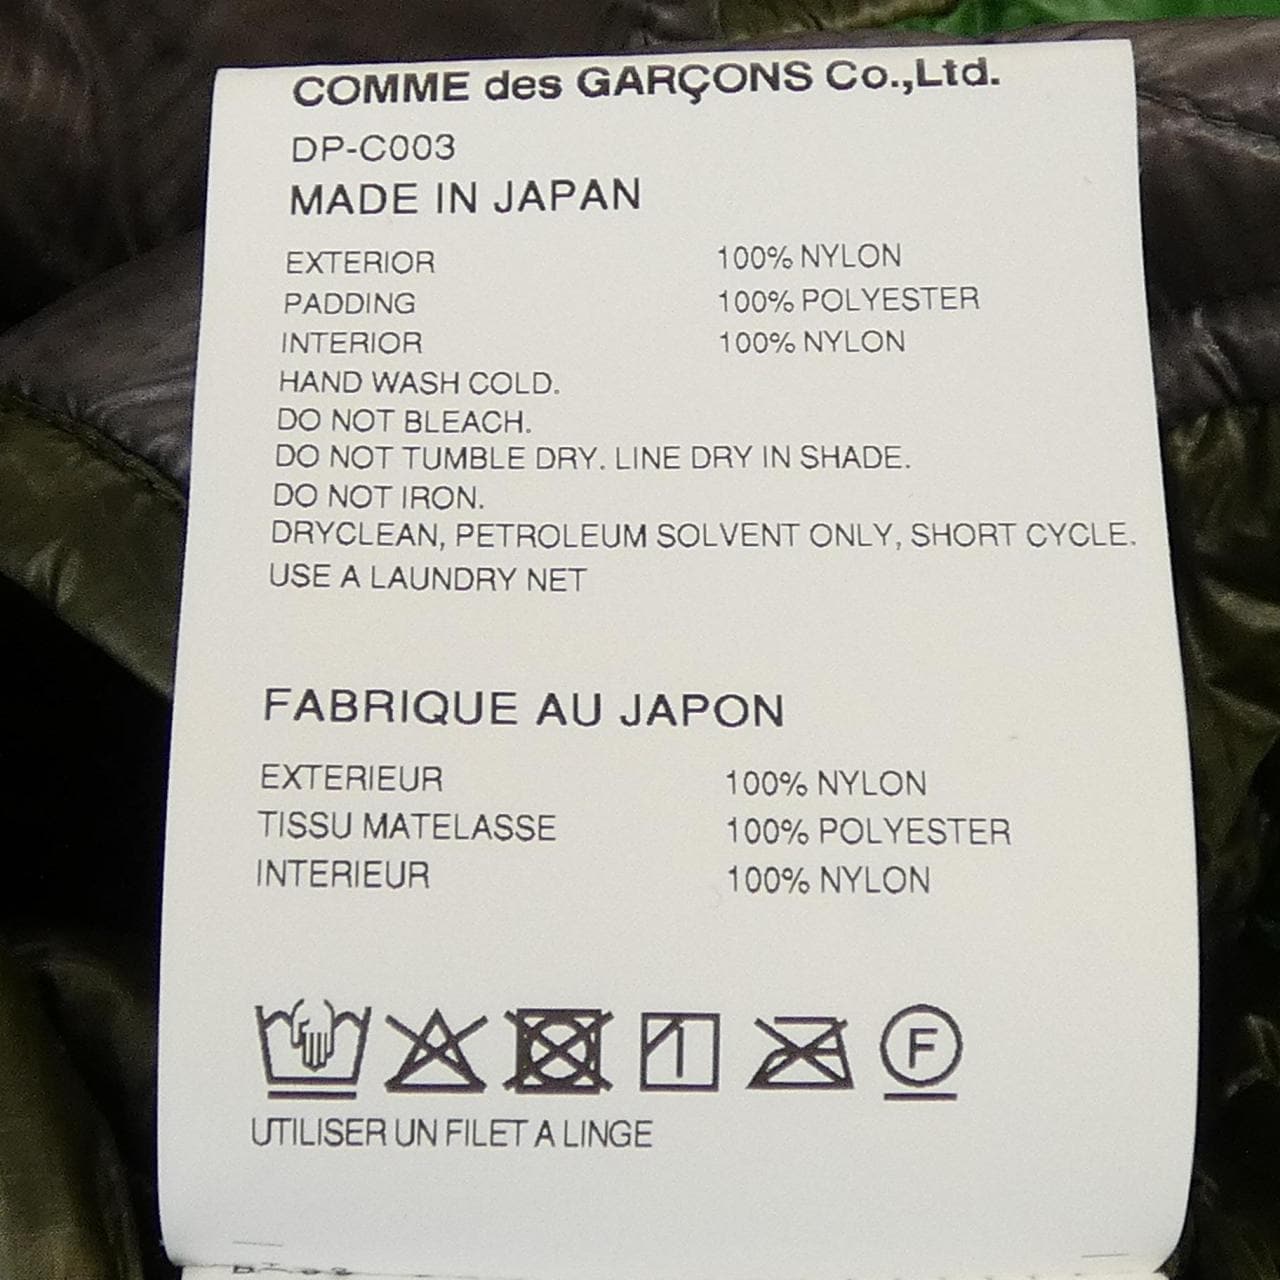 COMME des GARÇONS Co.,Ltd.
DP-C003
MADE IN JAPAN
EXTERIOR 100% NYLON
PADDING 100% POLYESTER
INTERIOR 100% NYLON
HAND WASH COLD.
DO NOT BLEACH.
DO NOT TUMBLE DRY. LINE DRY IN SHADE.
DO NOT IRON.
DRYCLEAN, PETROLEUM SOLVENT ONLY, SHORT CYCLE.
USE A LAUNDRY NET
FABRIQUE AU JAPON
EXTERIEUR 100% NYLON
TISSU MATELASSE 100% POLYESTER
INTERIEUR 100% NYLON
F
UTILISER UN FILET A LINGE